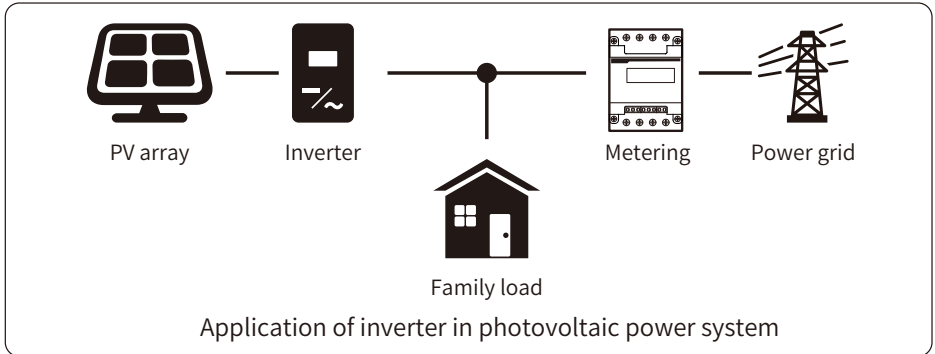 PV array
Inverter
Metering
Power grid
Family load
Application of inverter in photovoltaic power system